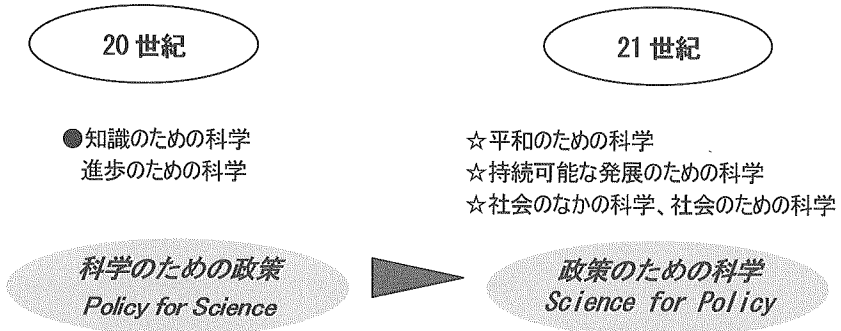 20 世紀
21 世紀
●知識のための科学
進歩のための科学
☆平和のための科学
☆持続可能な発展のための科学
☆社会のなかの科学、社会のための科学
科学のための政策
Policy for Science
政策のための科学
Science for Policy